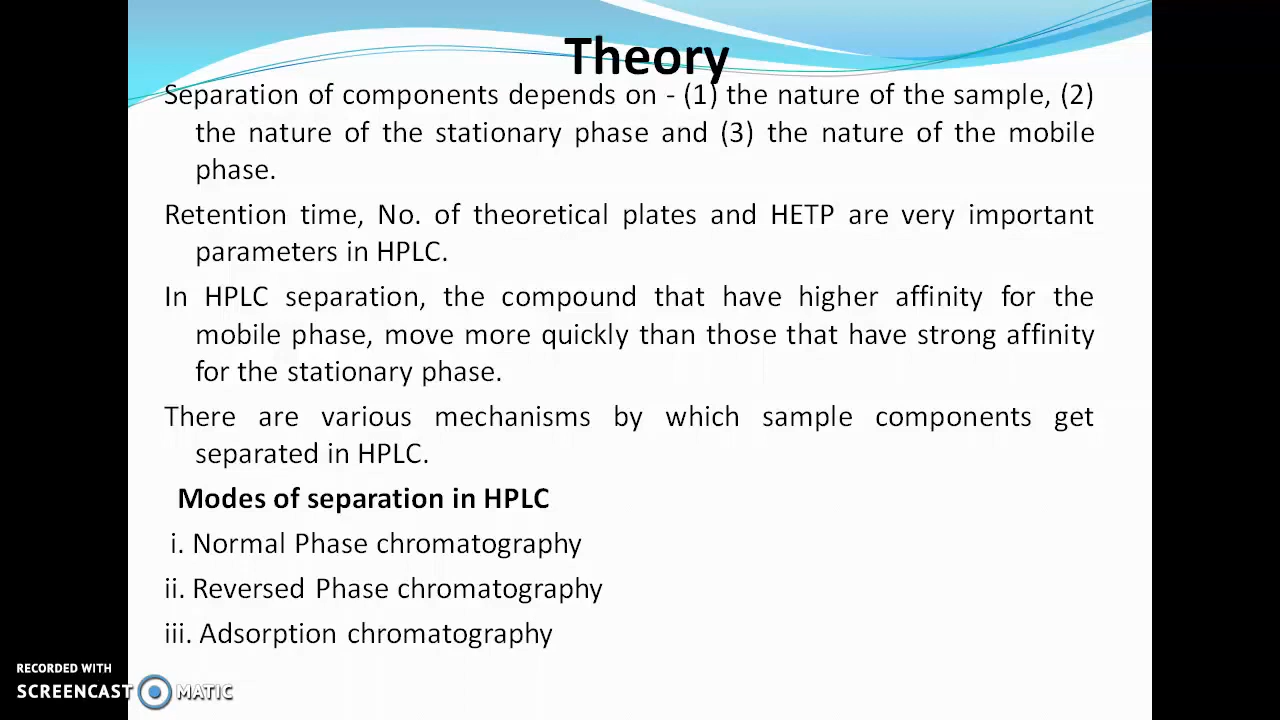 Theory
Separation of components depends on - (1) the nature of the sample, (2)
the nature of the stationary phase and (3) the nature of the mobile
phase.
Retention time, No. of theoretical plates and HETP are very important
parameters in HPLC.
In HPLC separation, the compound that have higher affinity for the
mobile phase, move more quickly than those that have strong affinity
for the stationary phase.
There are various mechanisms by which sample components get
separated in HPLC.
Modes of separation in HPLC
i. Normal Phase chromatography
ii. Reversed Phase chromatography
iii. Adsorption chromatography
RECORDED WITH
SCREENCAST MATIC